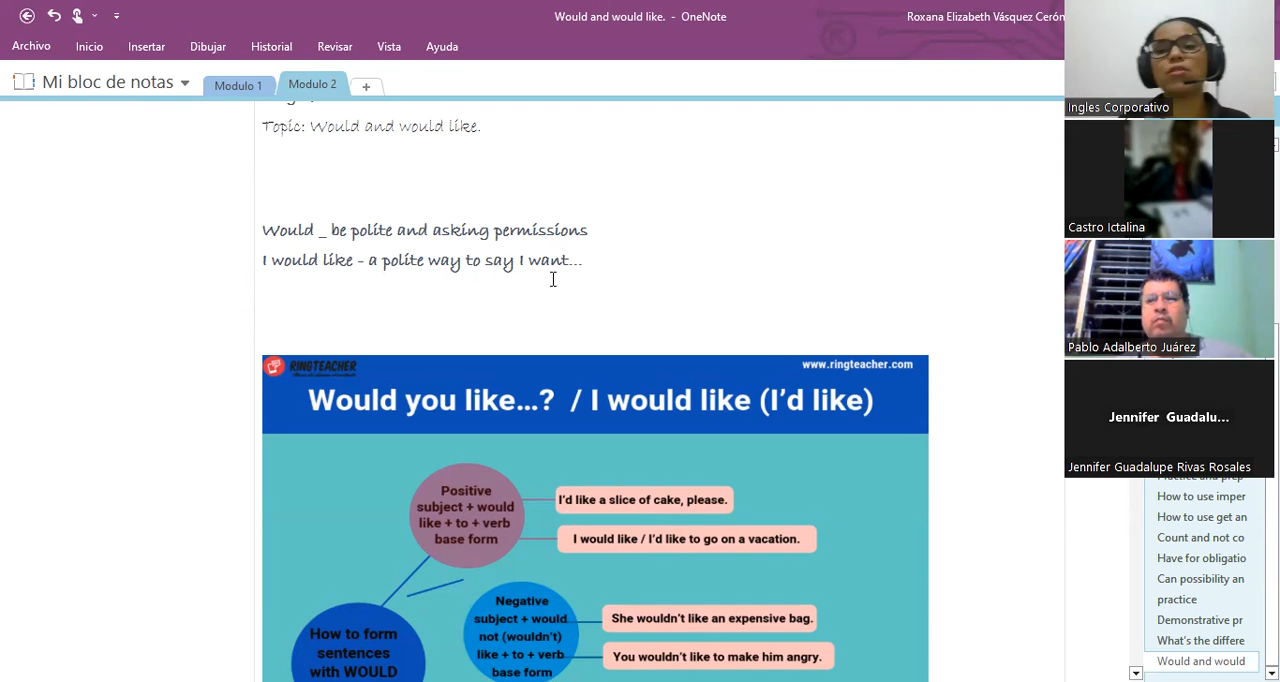 Would and would like. - OneNote
Roxana Elizabeth Vásquez Cerón
Archivo Inicio Insertar Dibujar Historial Revisar Vista Ayuda
Mi bloc de notas Modulo 1 Modulo 2 +
Topic: Would and would like.
Would _ be polite and asking permissions
I would like - a polite way to say I want...
RINGTEACHER
www.ringteacher.com
Would you like...? / I would like (I'd like)
Positive
subject + would
like + to + verb
base form
I'd like a slice of cake, please.
I would like / I'd like to go on a vacation.
Negative
subject + would
not (wouldn't)
like + to + verb
base form
She wouldn't like an expensive bag.
You wouldn't like to make him angry.
How to form
sentences
with WOULD
Ingles Corporativo
Castro Ictalina
Pablo Adalberto Juárez
Jennifer Guadalu...
Jennifer Guadalupe Rivas Rosales
Practice and prep
How to use imper
How to use get an
Count and not co
Have for obligatio
Can possibility an
practice
Demonstrative pr
What's the differe
Would and would